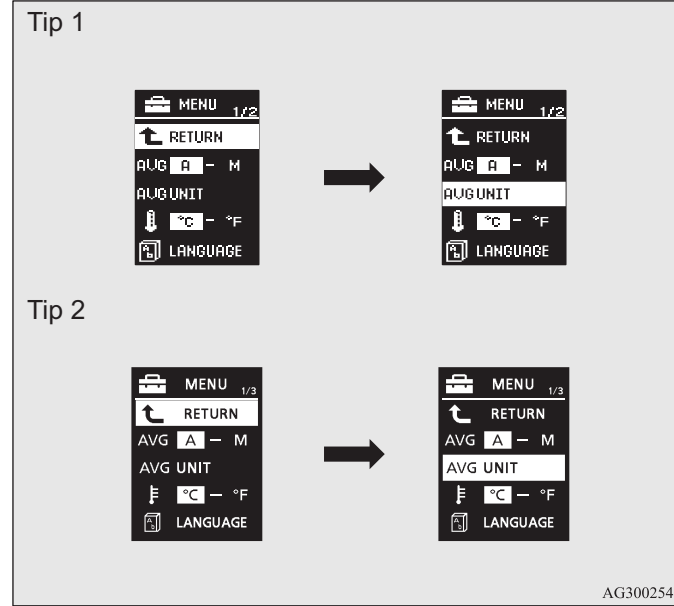 Tip 1
MENU 1/2
RETURN
AVG A - M
AVG UNIT
°C - °F
A b LANGUAGE
MENU 1/2
RETURN
AVG A - M
AVG UNIT
°C - °F
A b LANGUAGE
Tip 2
MENU 1/3
RETURN
AVG A - M
AVG UNIT
°C - °F
A b LANGUAGE
MENU 1/3
RETURN
AVG A - M
AVG UNIT
°C - °F
A b LANGUAGE
AG300254